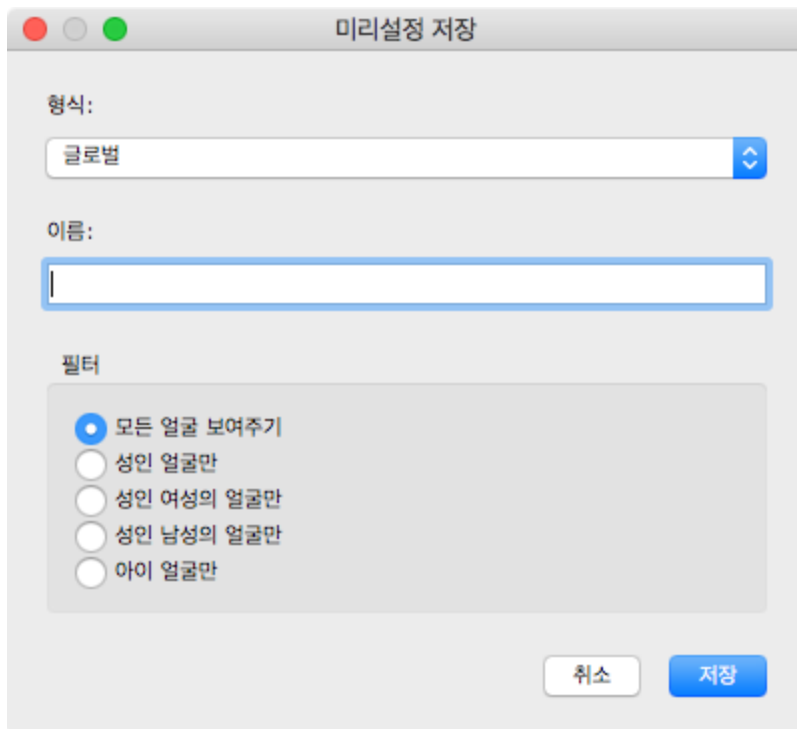 미리설정 저장
형식:
글로벌
이름:
필터
모든 얼굴 보여주기
성인 얼굴만
성인 여성의 얼굴만
성인 남성의 얼굴만
아이 얼굴만
취소
저장